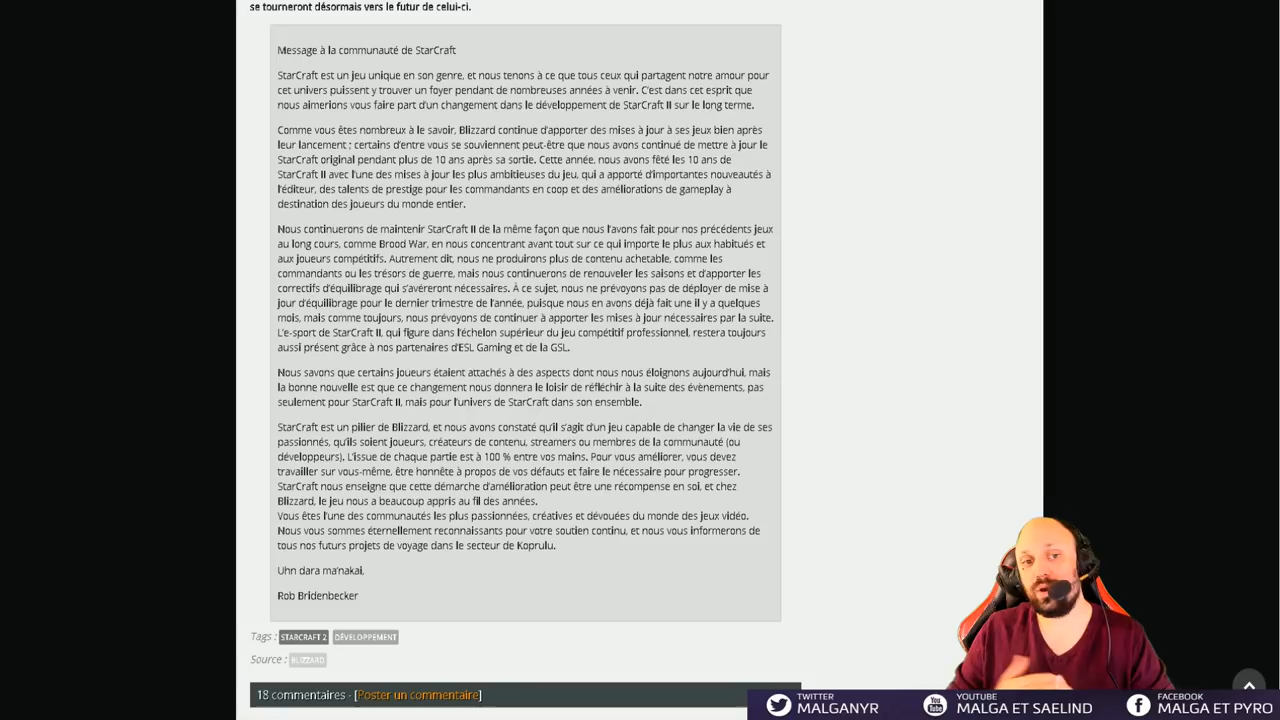 se tourneront désormais vers le futur de celui-ci.
Message à la communauté de StarCraft
StarCraft est un jeu unique en son genre, et nous tenons à ce que tous ceux qui partagent notre amour pour
cet univers puissent y trouver un foyer pendant de nombreuses années à venir. C'est dans cet esprit que
nous aimerions vous faire part d'un changement dans le développement de StarCraft II sur le long terme.
Comme vous êtes nombreux à le savoir, Blizzard continue d'apporter des mises à jour à ses jeux bien après
leur lancement ; certains d'entre vous se souviennent peut-être que nous avons continué de mettre à jour le
StarCraft original pendant plus de 10 ans après sa sortie. Cette année, nous avons fêté les 10 ans de
StarCraft II avec l'une des mises à jour les plus ambitieuses du jeu, qui a apporté d'importantes nouveautés à
l'éditeur, des talents de prestige pour les commandants en coop et des améliorations de gameplay à
destination des joueurs du monde entier.
Nous continuerons de maintenir StarCraft II de la même façon que nous l'avons fait pour nos précédents jeux
au long cours, comme Brood War, en nous concentrant avant tout sur ce qui importe le plus aux habitués et
aux joueurs compétitifs. Autrement dit, nous ne produirons plus de contenu achetable, comme les
commandants ou les trésors de guerre, mais nous continuerons de renouveler les saisons et d'apporter les
correctifs d'équilibrage qui s'avéreront nécessaires. À ce sujet, nous ne prévoyons pas de déployer de mise à
jour d'équilibrage pour le dernier trimestre de l'année, puisque nous en avons déjà fait une il y a quelques
mois, mais comme toujours, nous prévoyons de continuer à apporter les mises à jour nécessaires par la suite.
L'e-sport de StarCraft II, qui figure dans l'échelon supérieur du jeu compétitif professionnel, restera toujours
aussi présent grâce à nos partenaires d'ESL Gaming et de la GSL.
Nous savons que certains joueurs étaient attachés à des aspects dont nous nous éloignons aujourd'hui, mais
la bonne nouvelle est que ce changement nous donnera le loisir de réfléchir à la suite des évènements, pas
seulement pour StarCraft II, mais pour l'univers de StarCraft dans son ensemble.
StarCraft est un pilier de Blizzard, et nous avons constaté qu'il s'agit d'un jeu capable de changer la vie de ses
passionnés, qu'ils soient joueurs, créateurs de contenu, streamers ou membres de la communauté (ou
développeurs). L'issue de chaque partie est à 100 % entre vos mains. Pour vous améliorer, vous devez
travailler sur vous-même, être honnête à propos de vos défauts et faire le nécessaire pour progresser.
StarCraft nous enseigne que cette démarche d'amélioration peut être une récompense en soi, et chez
Blizzard, le jeu nous a beaucoup appris au fil des années.
Vous êtes l'une des communautés les plus passionnées, créatives et dévouées du monde des jeux vidéo.
Nous vous sommes éternellement reconnaissants pour votre soutien continu, et nous vous informerons de
tous nos futurs projets de voyage dans le secteur de Koprulu.
Uhn dara ma'nakai,
Rob Bridenbecker
Tags : STARCRAFT 2 DÉVELOPPEMENT
Source : BLIZZARD
18 commentaires - [Poster un commentaire]
TWITTER
MALGANYR
YOUTUBE
MALGA ET SAELIND
FACEBOOK
MALGA ET PYRO